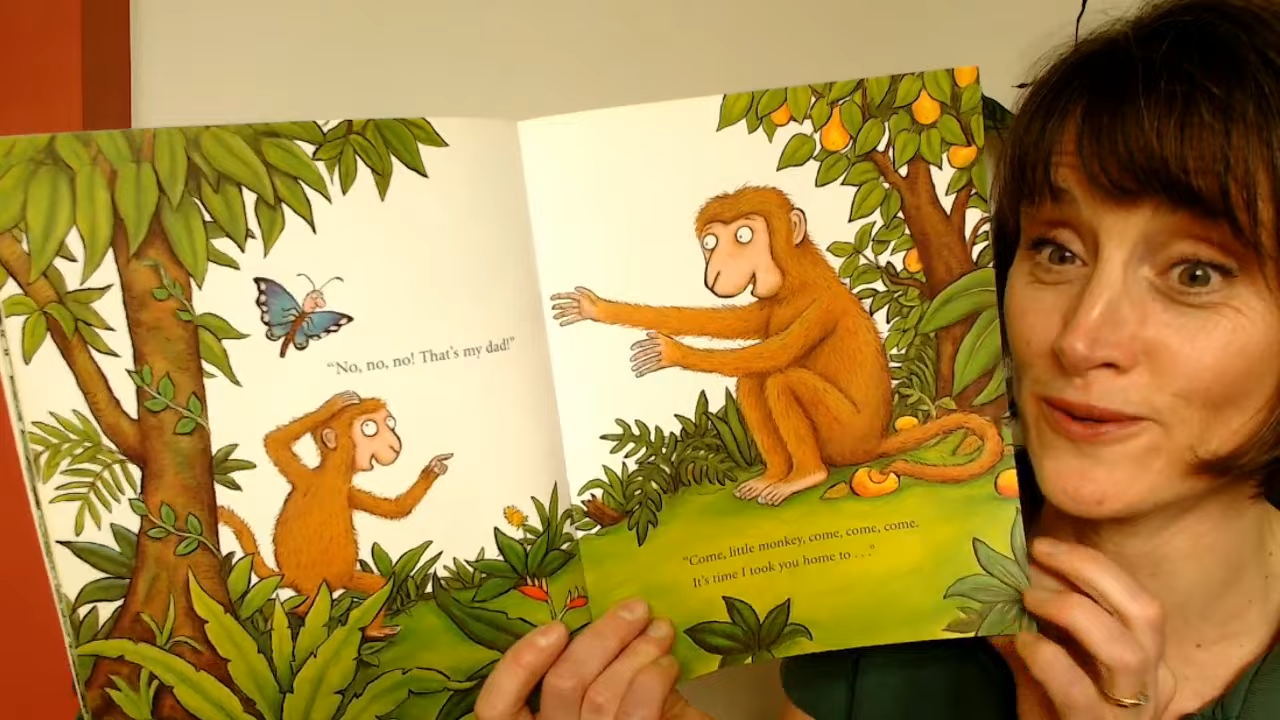 “No, no, no! That’s my dad!”
“Come, little monkey, come, come, come.
It’s time I took you home to . . .”